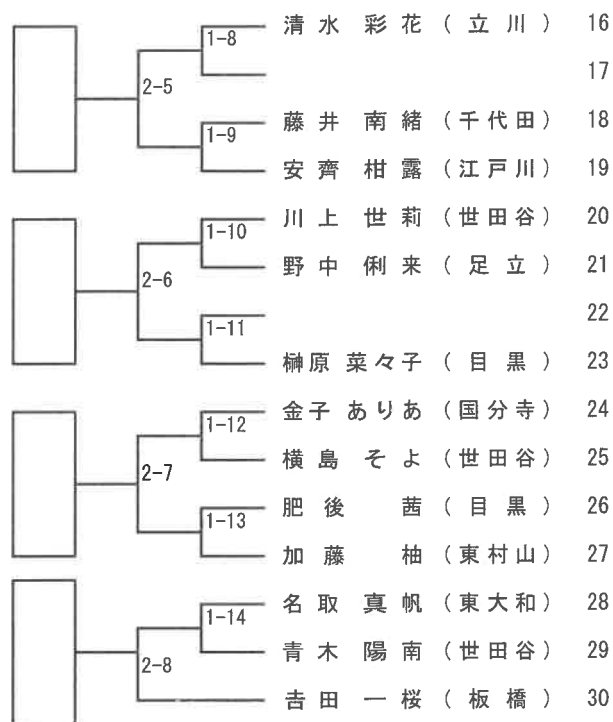 1-8
清水 彩花 (立川) 16
17
2-5
1-9
藤井 南緒 (千代田) 18
安齊 柑露 (江戸川) 19
1-10
川上 世莉 (世田谷) 20
野中 俐来 (足立) 21
2-6
22
1-11
榊原 菜々子 (目黒) 23
1-12
金子 ありあ (国分寺) 24
横島 そよ (世田谷) 25
2-7
1-13
肥後 茜 (目黒) 26
加藤 柚 (東村山) 27
1-14
名取 真帆 (東大和) 28
青木 陽南 (世田谷) 29
2-8
𠮷田 一桜 (板橋) 30